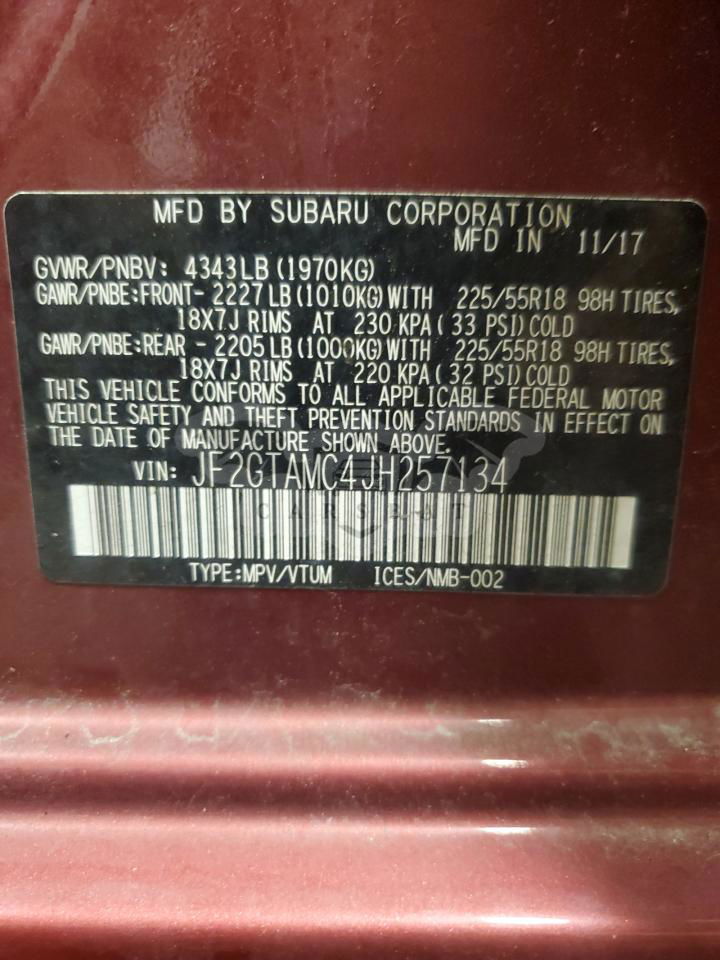 MFD BY SUBARU CORPORATION
MFD IN 11/17
GVWR/PNBV: 4343LB (1970KG)
GAWR/PNBE:FRONT- 2227LB (1010KG)WITH 225/55R18 98H TIRES,
18X7J RIMS AT 230 KPA ( 33 PSI) COLD
GAWR/PNBE:REAR - 2205LB (1000KG)WITH 225/55R18 98H TIRES,
18X7J RIMS AT 220 KPA ( 32 PSI) COLD
THIS VEHICLE CONFORMS TO ALL APPLICABLE FEDERAL MOTOR
VEHICLE SAFETY AND THEFT PREVENTION STANDARDS IN EFFECT ON
THE DATE OF MANUFACTURE SHOWN ABOVE.
VIN: JF2GTAMC4JH257134
TYPE:MPV/VTUM ICES/NMB-002